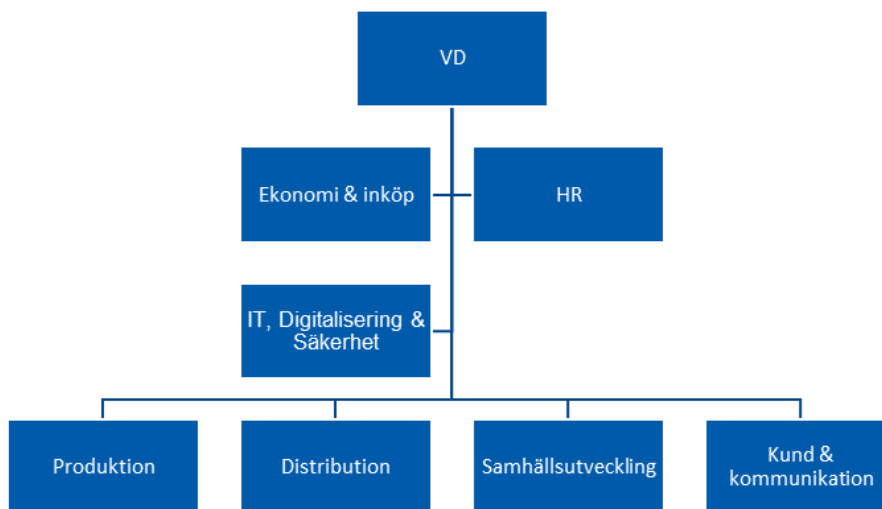 VD
Ekonomi & inköp
HR
IT, Digitalisering &
Säkerhet
Produktion
Distribution
Samhällsutveckling
Kund &
kommunikation